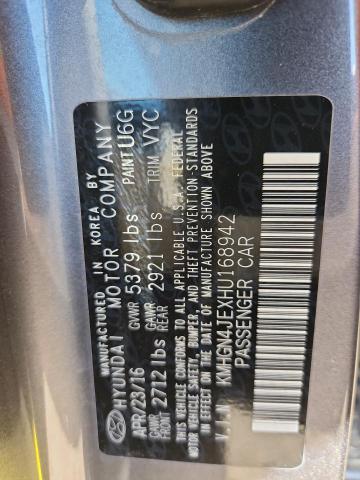 MANUFACTURED IN KOREA BY
HYUNDAI MOTOR COMPANY
APR/23/16 GVWR 5379 lbs PAINT U6G
GAWR FRONT 2712 lbs GAWR REAR 2921 lbs TRIM VYC
THIS VEHICLE CONFORMS TO ALL APPLICABLE U.S.A. FEDERAL
MOTOR VEHICLE SAFETY, BUMPER, AND THEFT PREVENTION STANDARDS
IN EFFECT ON THE DATE OF MANUFACTURE SHOWN ABOVE
V.I.N KMHGN4JEXHU168942
PASSENGER CAR